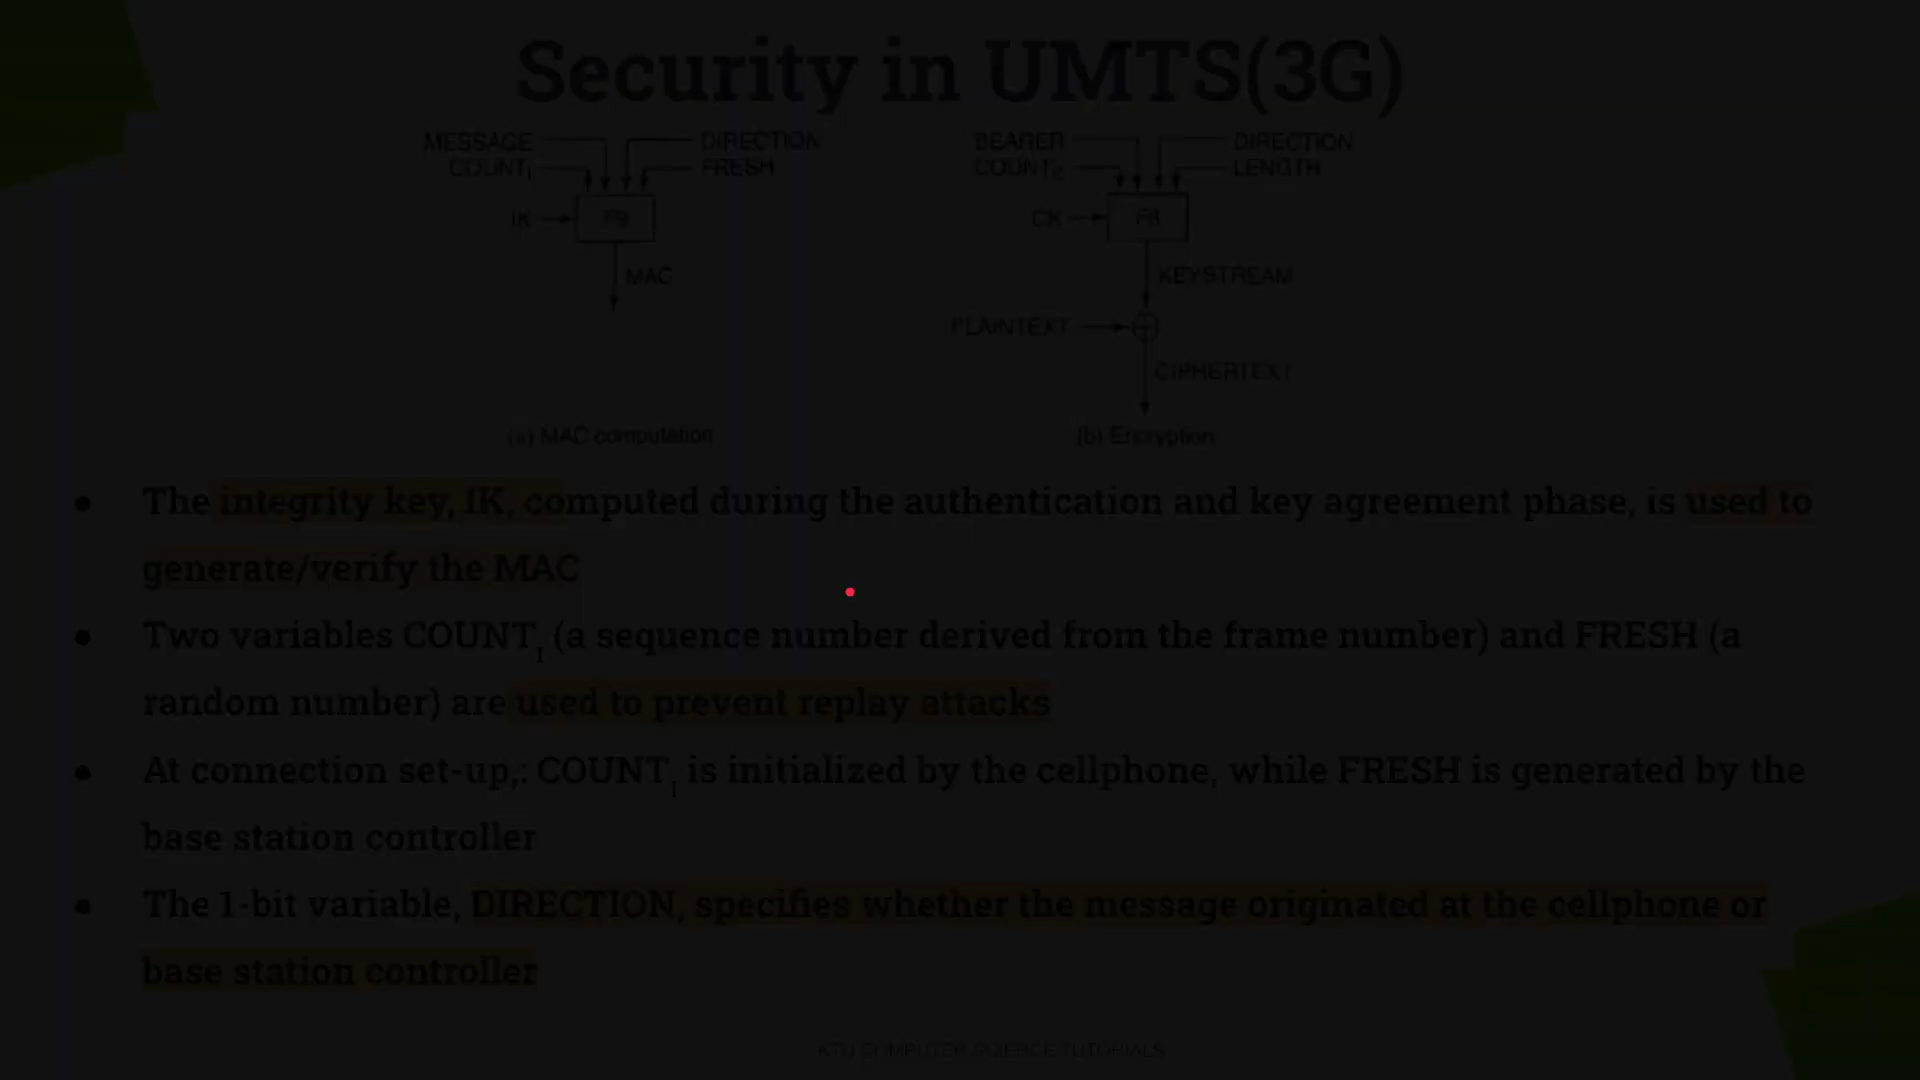 Security in UMTS(3G)
MESSAGE
DIRECTION
COUNTI
FRESH
IK
F9
MAC
(a) MAC computation
BEARER
DIRECTION
COUNTC
LENGTH
CK
F8
KEYSTREAM
PLAINTEXT
CIPHERTEXT
(b) Encryption
● The integrity key, IK, computed during the authentication and key agreement phase, is used to
generate/verify the MAC
● Two variables COUNTI (a sequence number derived from the frame number) and FRESH (a
random number) are used to prevent replay attacks
● At connection set-up,: COUNTI is initialized by the cellphone, while FRESH is generated by the
base station controller
● The 1-bit variable, DIRECTION, specifies whether the message originated at the cellphone or
base station controller
KTU COMPUTER SCIENCE TUTORIALS